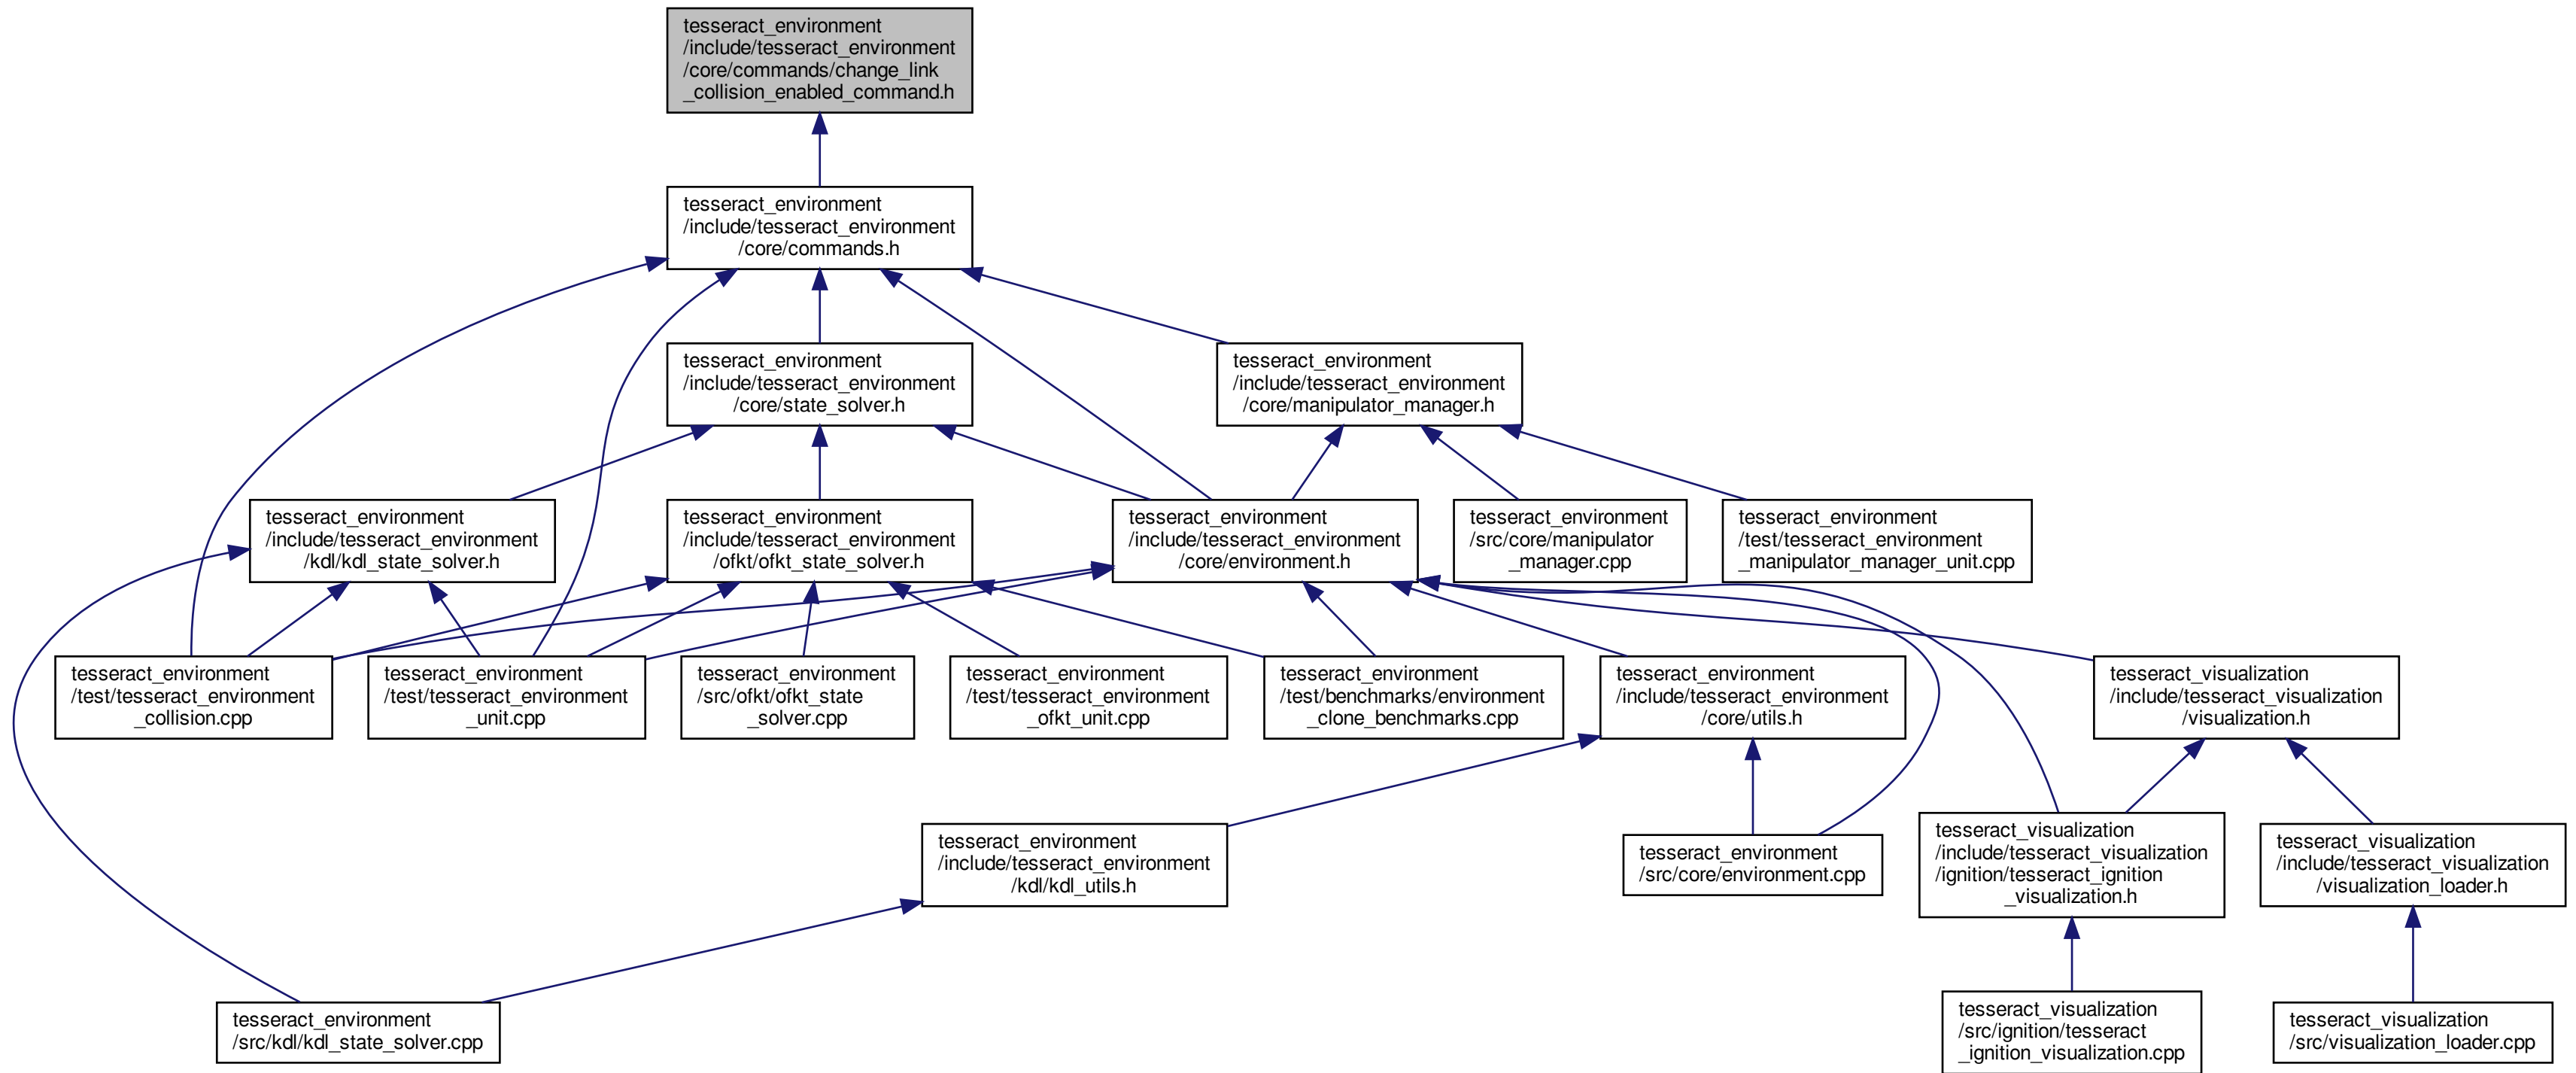 tesseract_environment
/include/tesseract_environment
/core/commands/change_link
_collision_enabled_command.h
tesseract_environment
/include/tesseract_environment
/core/commands.h
tesseract_environment
/include/tesseract_environment
/core/state_solver.h
tesseract_environment
/include/tesseract_environment
/core/manipulator_manager.h
tesseract_environment
/include/tesseract_environment
/kdl/kdl_state_solver.h
tesseract_environment
/include/tesseract_environment
/ofkt/ofkt_state_solver.h
tesseract_environment
/include/tesseract_environment
/core/environment.h
tesseract_environment
/src/core/manipulator
_manager.cpp
tesseract_environment
/test/tesseract_environment
_manipulator_manager_unit.cpp
tesseract_environment
/test/tesseract_environment
_collision.cpp
tesseract_environment
/test/tesseract_environment
_unit.cpp
tesseract_environment
/src/ofkt/ofkt_state
_solver.cpp
tesseract_environment
/test/tesseract_environment
_ofkt_unit.cpp
tesseract_environment
/test/benchmarks/environment
_clone_benchmarks.cpp
tesseract_environment
/include/tesseract_environment
/core/utils.h
tesseract_visualization
/include/tesseract_visualization
/visualization.h
tesseract_environment
/include/tesseract_environment
/kdl/kdl_utils.h
tesseract_environment
/src/core/environment.cpp
tesseract_visualization
/include/tesseract_visualization
/ignition/tesseract_ignition
_visualization.h
tesseract_visualization
/include/tesseract_visualization
/visualization_loader.h
tesseract_environment
/src/kdl/kdl_state_solver.cpp
tesseract_visualization
/src/ignition/tesseract
_ignition_visualization.cpp
tesseract_visualization
/src/visualization_loader.cpp